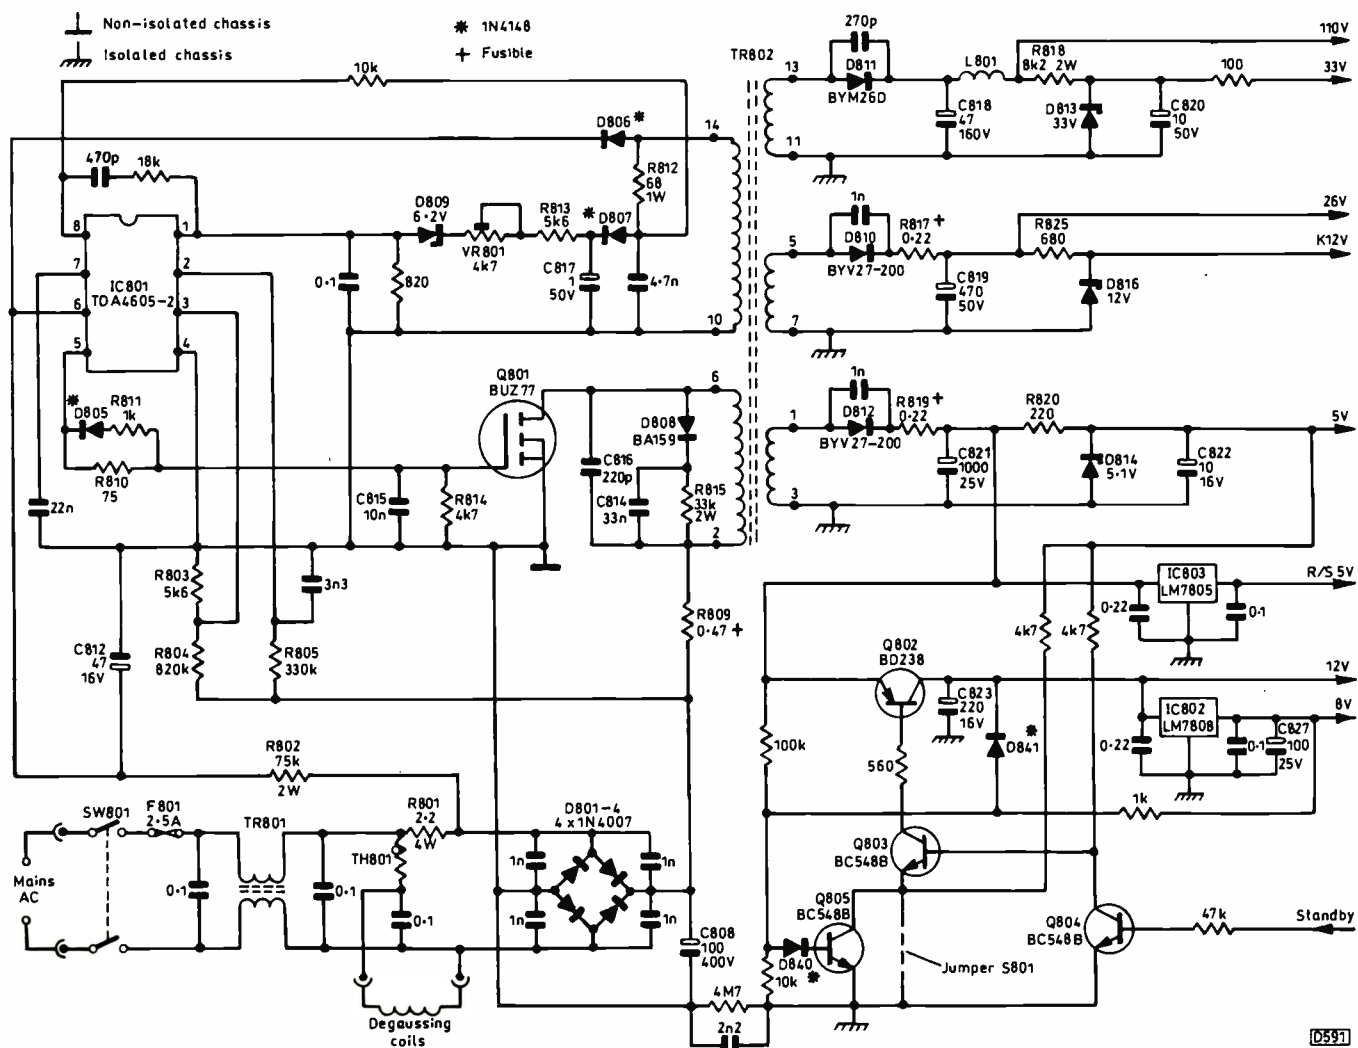 Non-isolated chassis
Isolated chassis
* 1N4148
+ Fusible
10k
TR802
270p
D811
BYM26D
13
11
L801
R818
8k2 2W
110V
100
33V
C818
47
160V
D813
33V
C820
10
50V
D806*
14
R812
68
1W
470p
18k
D809
6·2V
VR801
4k7
R813
5k6
*
D807
8
1
7
2
6
3
5
4
IC801
TDA4605-2
0·1
820
C817
1
50V
4·7n
10
1n
5
D810
BYV27-200
R817+
0·22
R825
680
26V
K12V
C819
470
50V
D816
12V
7
*
D805
R811
1k
R810
75
22n
Q801
BUZ77
6
D808
BA159
C816
220p
C814
33n
R815
33k
2W
2
C815
10n
R814
4k7
1n
1
D812
BYV27-200
R819+
0·22
R820
220
5V
C821
1000
25V
D814
5·1V
C822
10
16V
3
R803
5k6
3n3
R809
0·47 +
C812
47
16V
R804
820k
R805
330k
4k7
4k7
0·22
IC803
LM7805
0·1
R/S 5V
Q802
BD238
C823
220
16V
*
D841
12V
IC802
LM7808
8V
0·22
0·1
C827
100
25V
100k
560
1k
R802
75k
2W
SW801
F801
2·5A
TR801
R801
2·2
4W
D801-4
4 x 1N4007
Mains
AC
0·1
0·1
TH801
0·1
1n
1n
1n
1n
C808
100
400V
Q803
BC548B
Q805
BC548B
D840
*
10k
Q804
BC548B
47k
Standby
Jumper S801
4M7
2n2
Degaussing
coils
D591